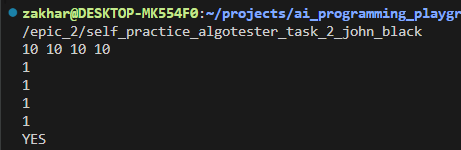 zakhar@DESKTOP-MK554F0:~/projects/ai_programming_playgr
/epic_2/self_practice_algotester_task_2_john_black
10 10 10 10
1
1
1
1
YES